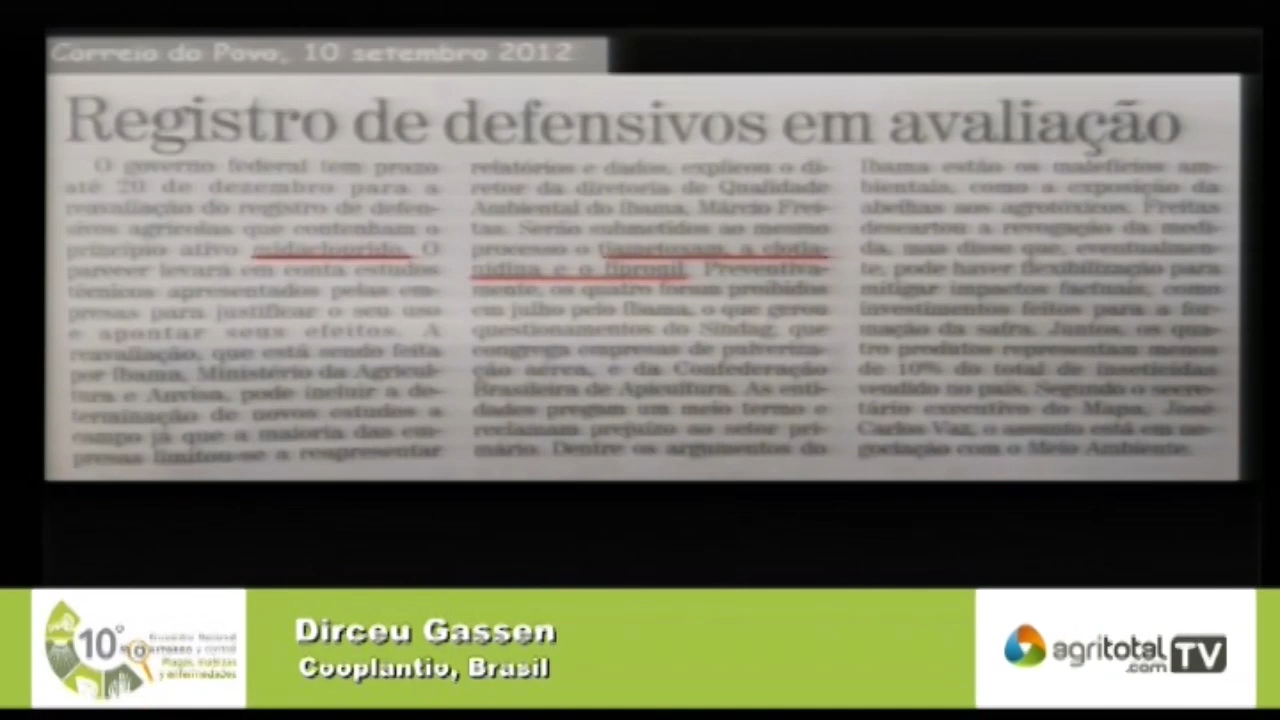 Correio do Povo, 10 setembro 2012
Registro de defensivos em avaliação
O governo federal tem prazo
até 20 de dezembro para a
reavaliação do registro de defen-
sivos agrícolas que contenham o
princípio ativo midacloprido. O
parecer levará em conta estudos
técnicos apresentados pelas em-
presas para justificar o seu uso
e apontar seus efeitos. A
reavaliação, que está sendo feita
por Ibama, Ministério da Agricul-
tura e Anvisa, pode incluir a de-
terminação de novos estudos a
campo já que a maioria das em-
presas limitou-se a reapresentar
relatórios e dados, explicou o di-
retor da diretoria de Qualidade
Ambiental do Ibama, Márcio Frei-
tas. Serão submetidos ao mesmo
processo o tiametoxam, a clotia-
nidina e o fipronil. Preventiva-
mente, os quatro foram proibidos
em julho pelo Ibama, o que gerou
questionamentos do Sindag, que
congrega empresas de pulveriza-
ção aérea, e da Confederação
Brasileira de Apicultura. As enti-
dades pregam um meio termo e
reclamam prejuízo ao setor pri-
mário. Dentre os argumentos do
Ibama estão os malefícios am-
bientais, como a exposição da
abelhas aos agrotóxicos. Freitas
descartou a revogação da medi-
da, mas disse que, eventualmen-
te, pode haver flexibilização para
mitigar impactos factuais, como
investimentos feitos para a for-
mação da safra. Juntos, os qua-
tro produtos representam menos
de 10% do total de inseticidas
vendido no país. Segundo o secre-
tário executivo do Mapa, José
Carlos Vaz, o assunto está em ne-
gociação com o Meio Ambiente.
10°
Encuentro Nacional
y control
Plagas, malezas
y enfermedades
Dirceu Gassen
Cooplantio, Brasil
agritotal
.com
TV